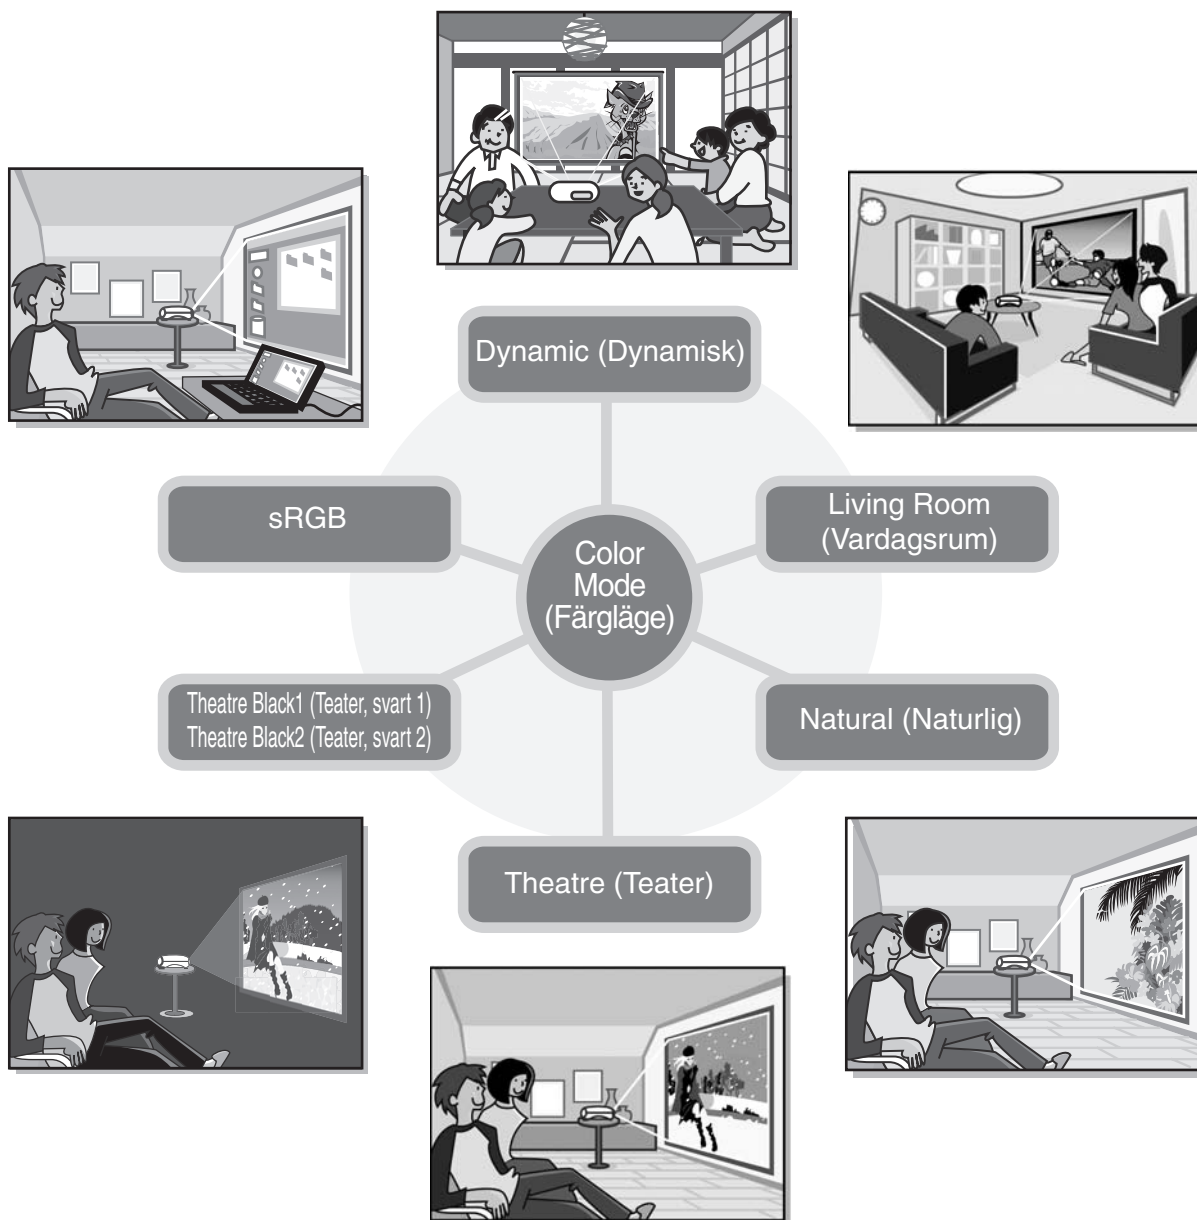 Dynamic (Dynamisk)
sRGB
Living Room
(Vardagsrum)
Color
Mode
(Färgläge)
Theatre Black1 (Teater, svart 1)
Theatre Black2 (Teater, svart 2)
Natural (Naturlig)
Theatre (Teater)